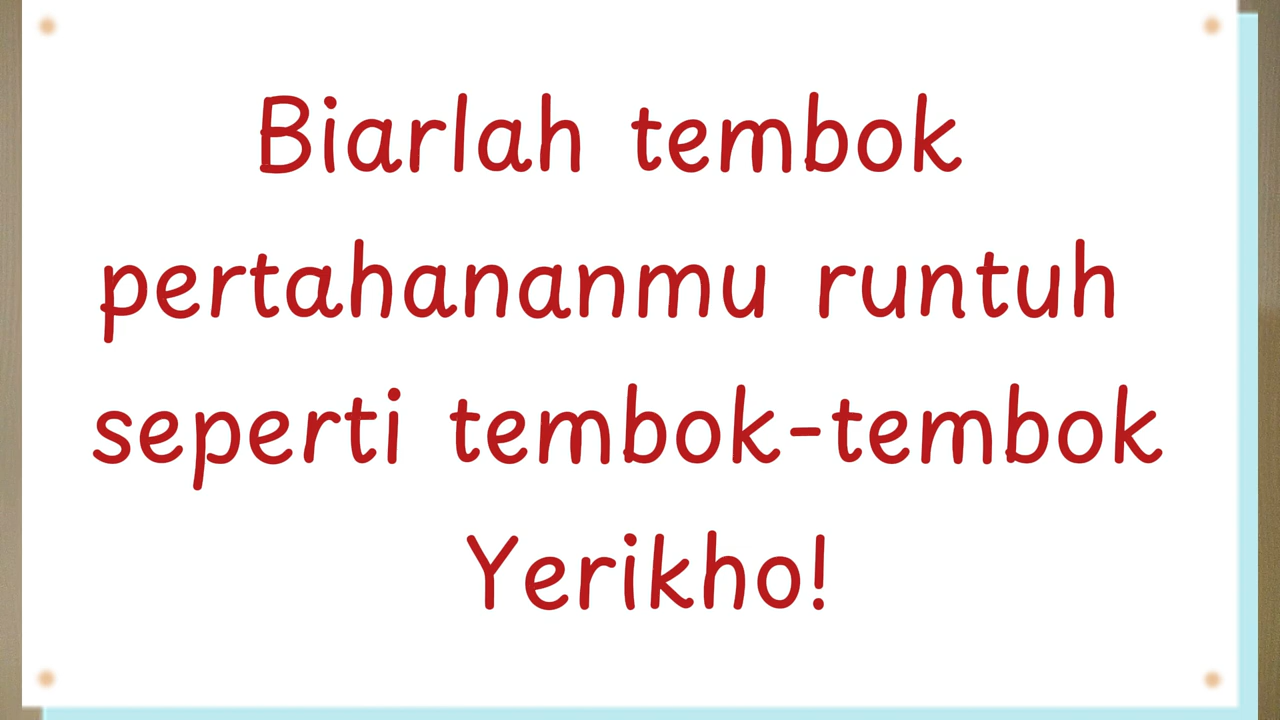 Biarlah tembok
pertahananmu runtuh
seperti tembok-tembok
Yerikho!